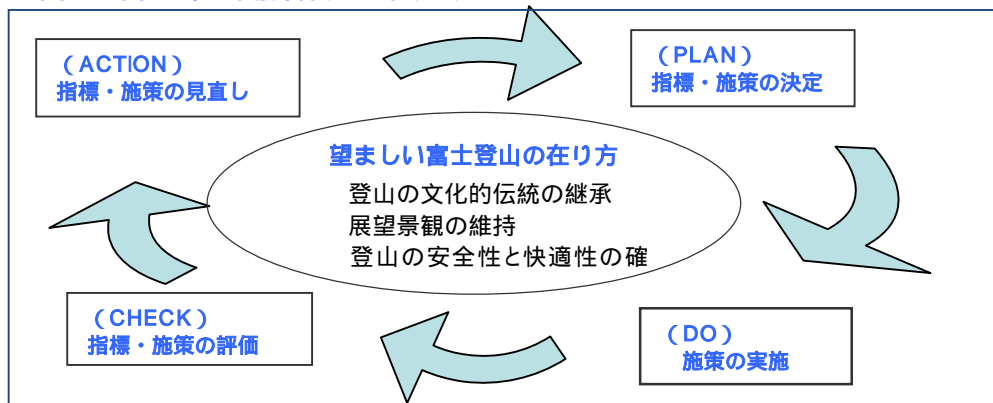 （ACTION）
指標・施策の見直し
（PLAN）
指標・施策の決定
望ましい富士登山の在り方
登山の文化的伝統の継承
展望景観の維持
登山の安全性と快適性の確
（CHECK）
指標・施策の評価
（DO）
施策の実施